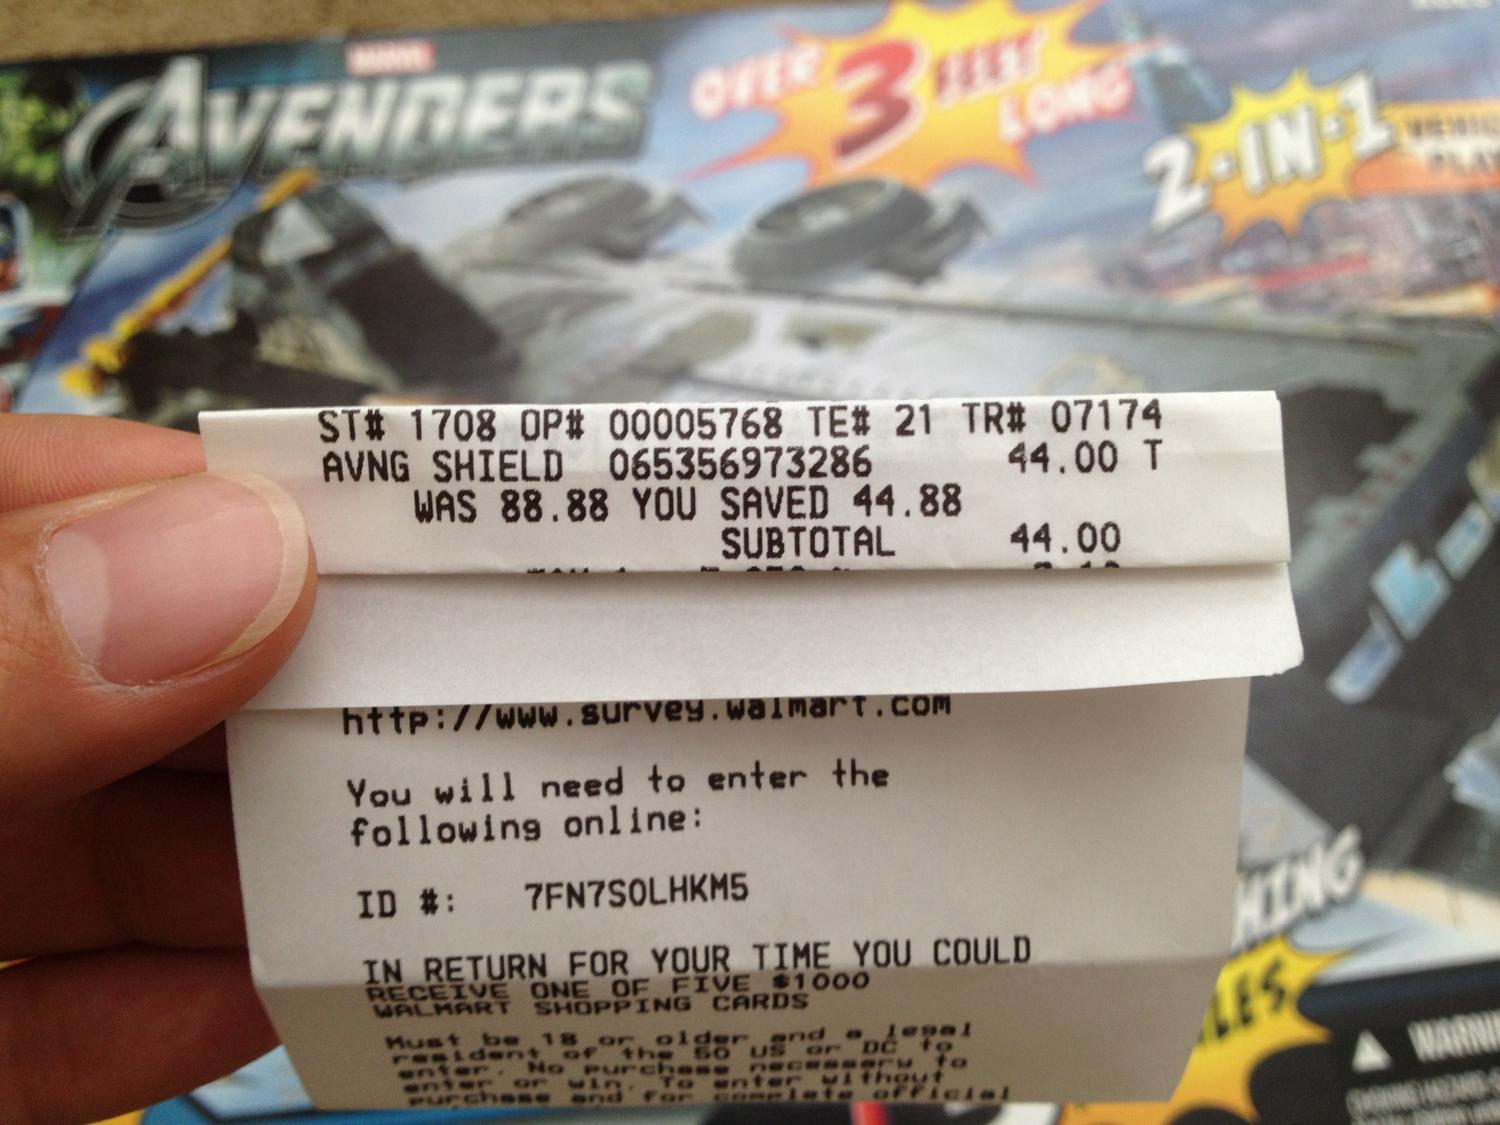 MARVEL
AVENGERS
OVER 3 FEET LONG
2-IN-1
ST# 1708 OP# 00005768 TE# 21 TR# 07174
AVNG SHIELD 065356973286 44.00 T
WAS 88.88 YOU SAVED 44.88
SUBTOTAL 44.00
http://www.survey.walmart.com
You will need to enter the
following online:
ID #: 7FN7SOLHKM5
IN RETURN FOR YOUR TIME YOU COULD
RECEIVE ONE OF FIVE $1000
WALMART SHOPPING CARDS
Must be 18 or older and a legal
resident of the 50 US or DC to
enter. No purchase necessary to
enter or win. To enter without
purchase and for complete official